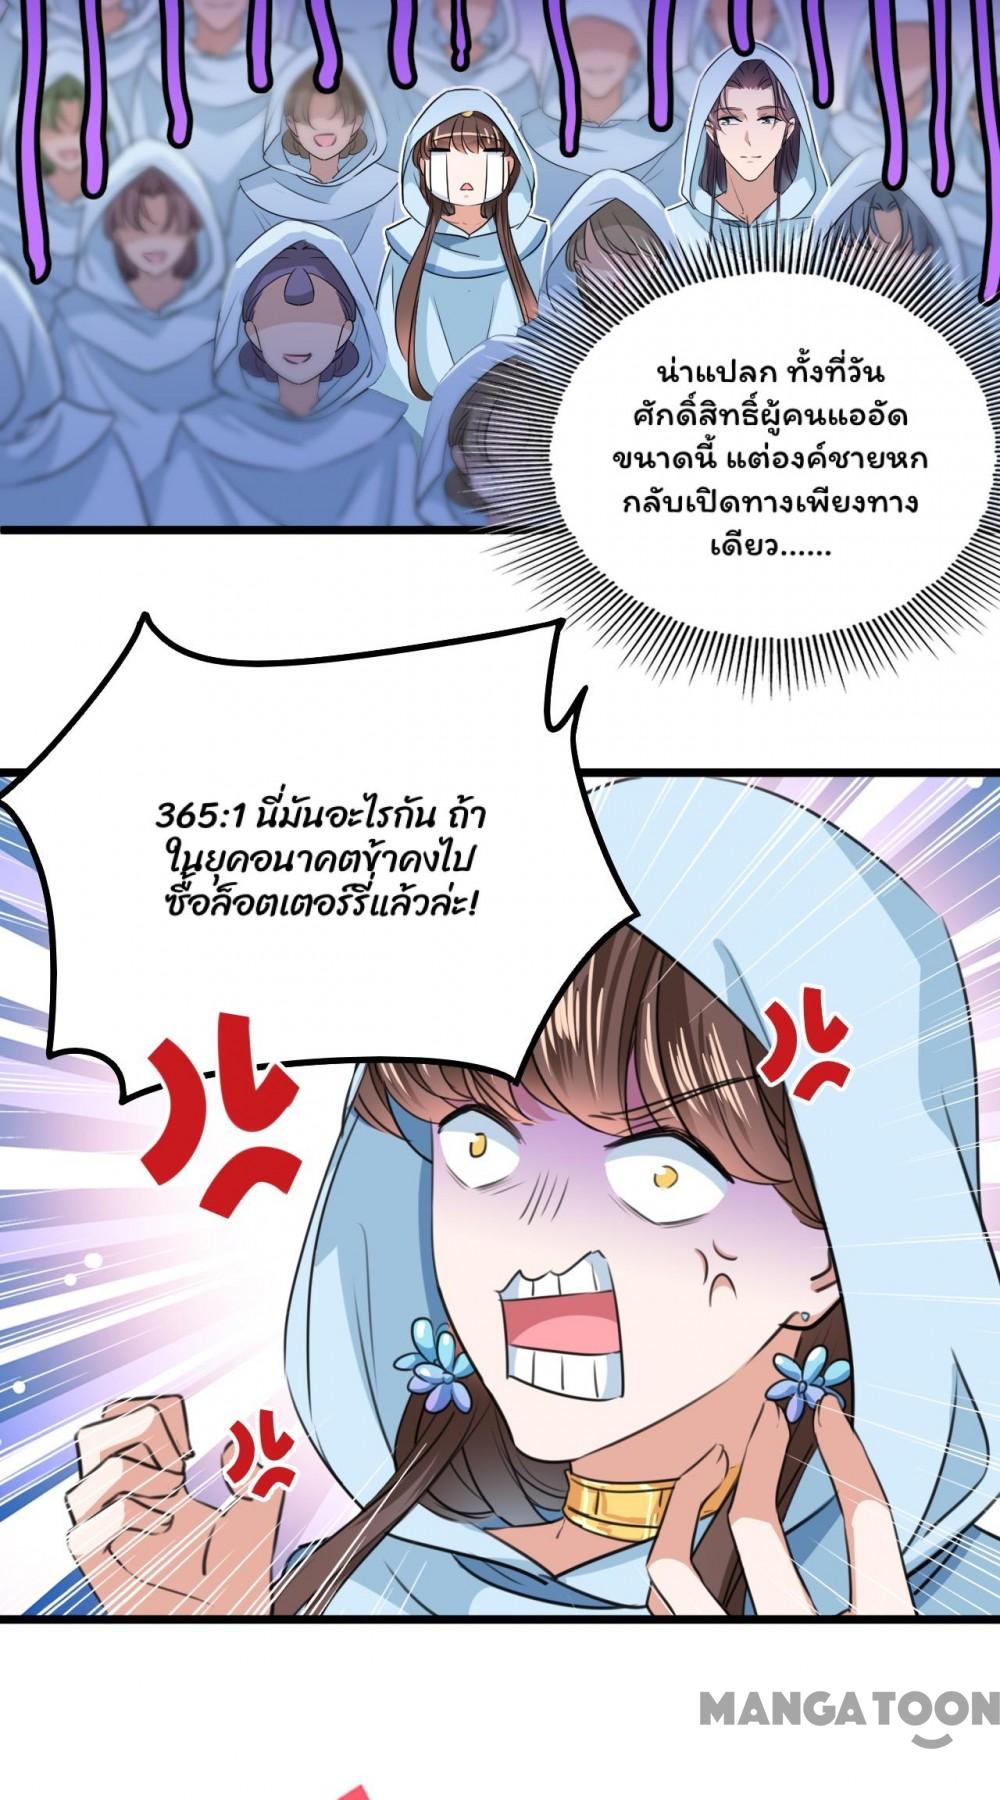 น่าแปลก ทั้งที่วัน
ศักดิ์สิทธิ์ผู้คนแออัด
ขนาดนี้ แต่องค์ชายหก
กลับเปิดทางเพียงทาง
เดียว......
365:1 นี่มันอะไรกัน ถ้า
ในยุคอนาคตข้าคงไป
ซื้อล็อตเตอร์รี่แล้วล่ะ!
MANGATOON